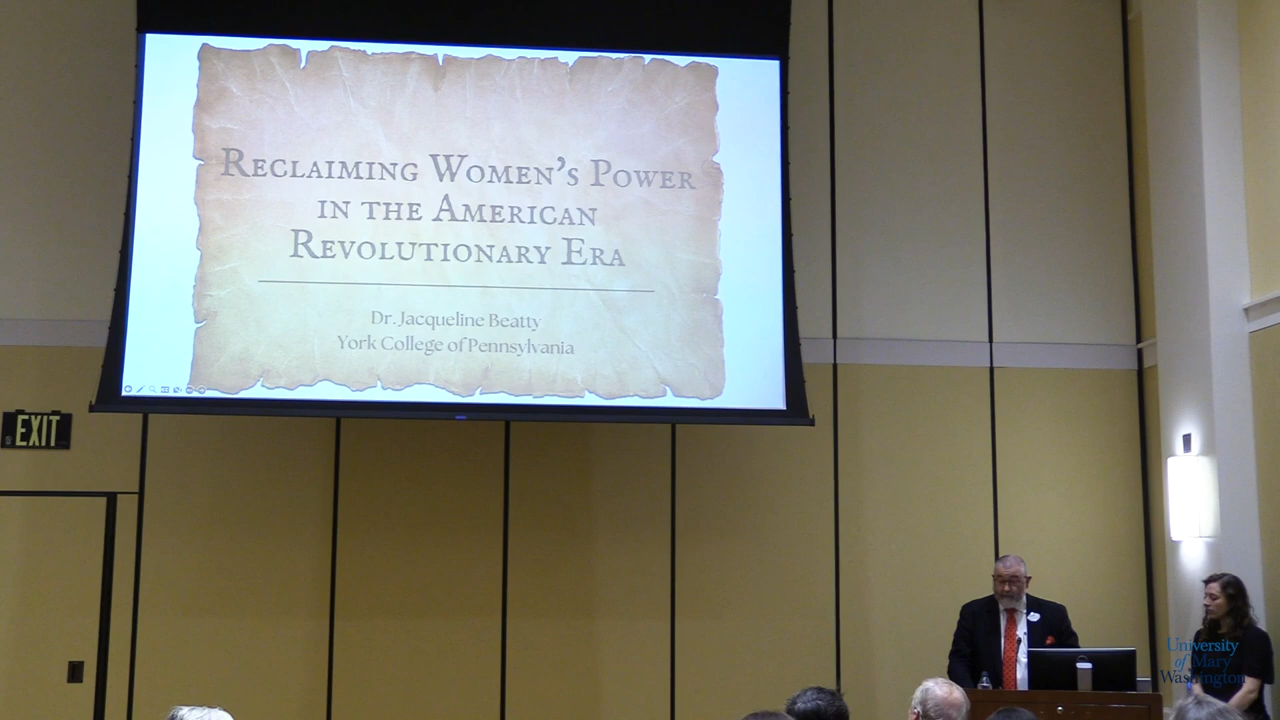 Reclaiming Women's Power
in the American
Revolutionary Era
Dr. Jacqueline Beatty
York College of Pennsylvania
EXIT
University
of Mary
Washington